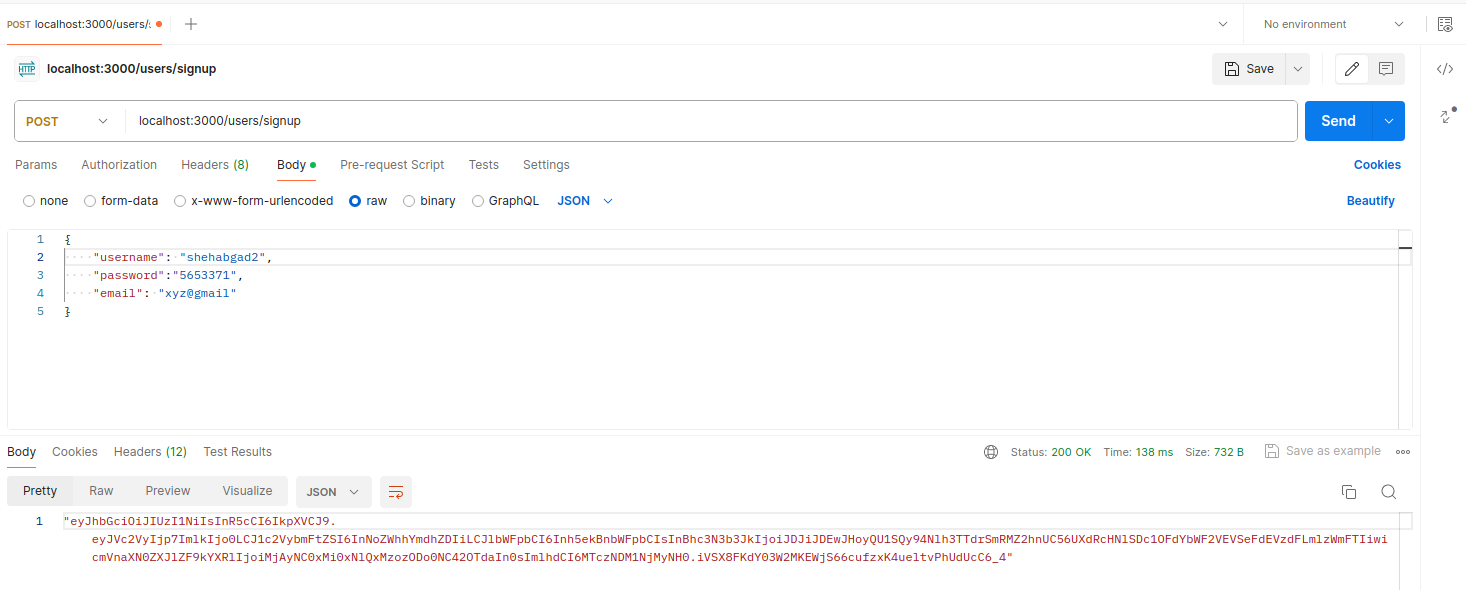 POST localhost:3000/users/s
No environment
HTTP localhost:3000/users/signup
Save
POST localhost:3000/users/signup
Send
Params Authorization Headers (8) Body Pre-request Script Tests Settings Cookies
none form-data x-www-form-urlencoded raw binary GraphQL JSON Beautify
1 {
2 "username": "shehabgad2",
3 "password":"5653371",
4 "email": "xyz@gmail"
5 }
Body Cookies Headers (12) Test Results Status: 200 OK Time: 138 ms Size: 732 B Save as example
Pretty Raw Preview Visualize JSON
1 "eyJhbGciOiJIUzI1NiIsInR5cCI6IkpXVCJ9.